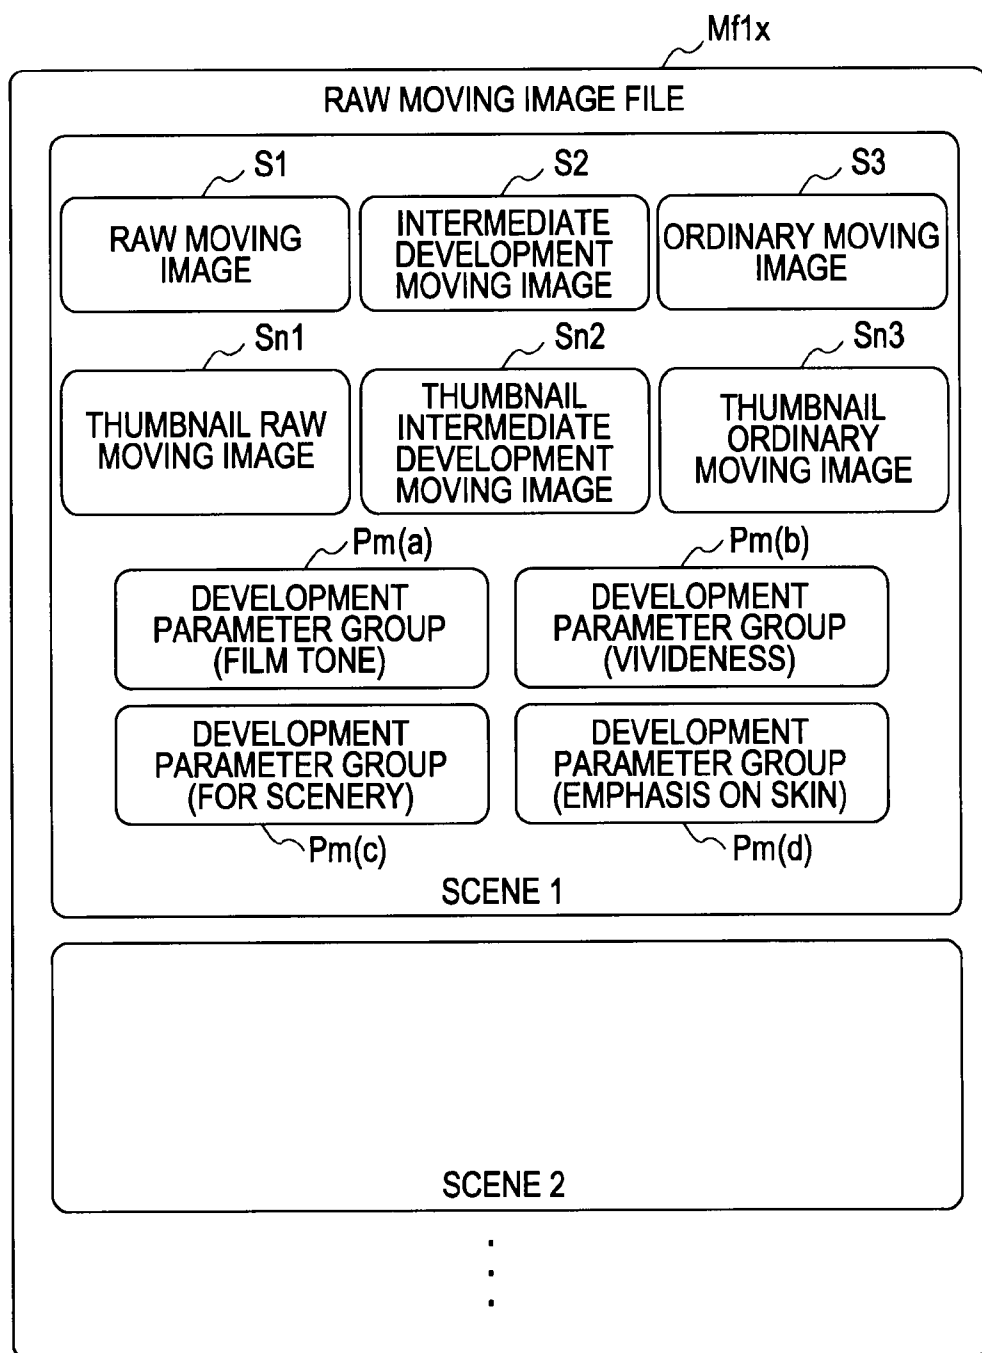 Mf1x
RAW MOVING IMAGE FILE
S1
S2
S3
RAW MOVING
IMAGE
INTERMEDIATE
DEVELOPMENT
MOVING IMAGE
ORDINARY MOVING
IMAGE
Sn1
Sn2
Sn3
THUMBNAIL RAW
MOVING IMAGE
THUMBNAIL
INTERMEDIATE
DEVELOPMENT
MOVING IMAGE
THUMBNAIL
ORDINARY
MOVING IMAGE
Pm(a)
Pm(b)
DEVELOPMENT
PARAMETER GROUP
(FILM TONE)
DEVELOPMENT
PARAMETER GROUP
(VIVIDENESS)
DEVELOPMENT
PARAMETER GROUP
(FOR SCENERY)
DEVELOPMENT
PARAMETER GROUP
(EMPHASIS ON SKIN)
Pm(c)
Pm(d)
SCENE 1
SCENE 2